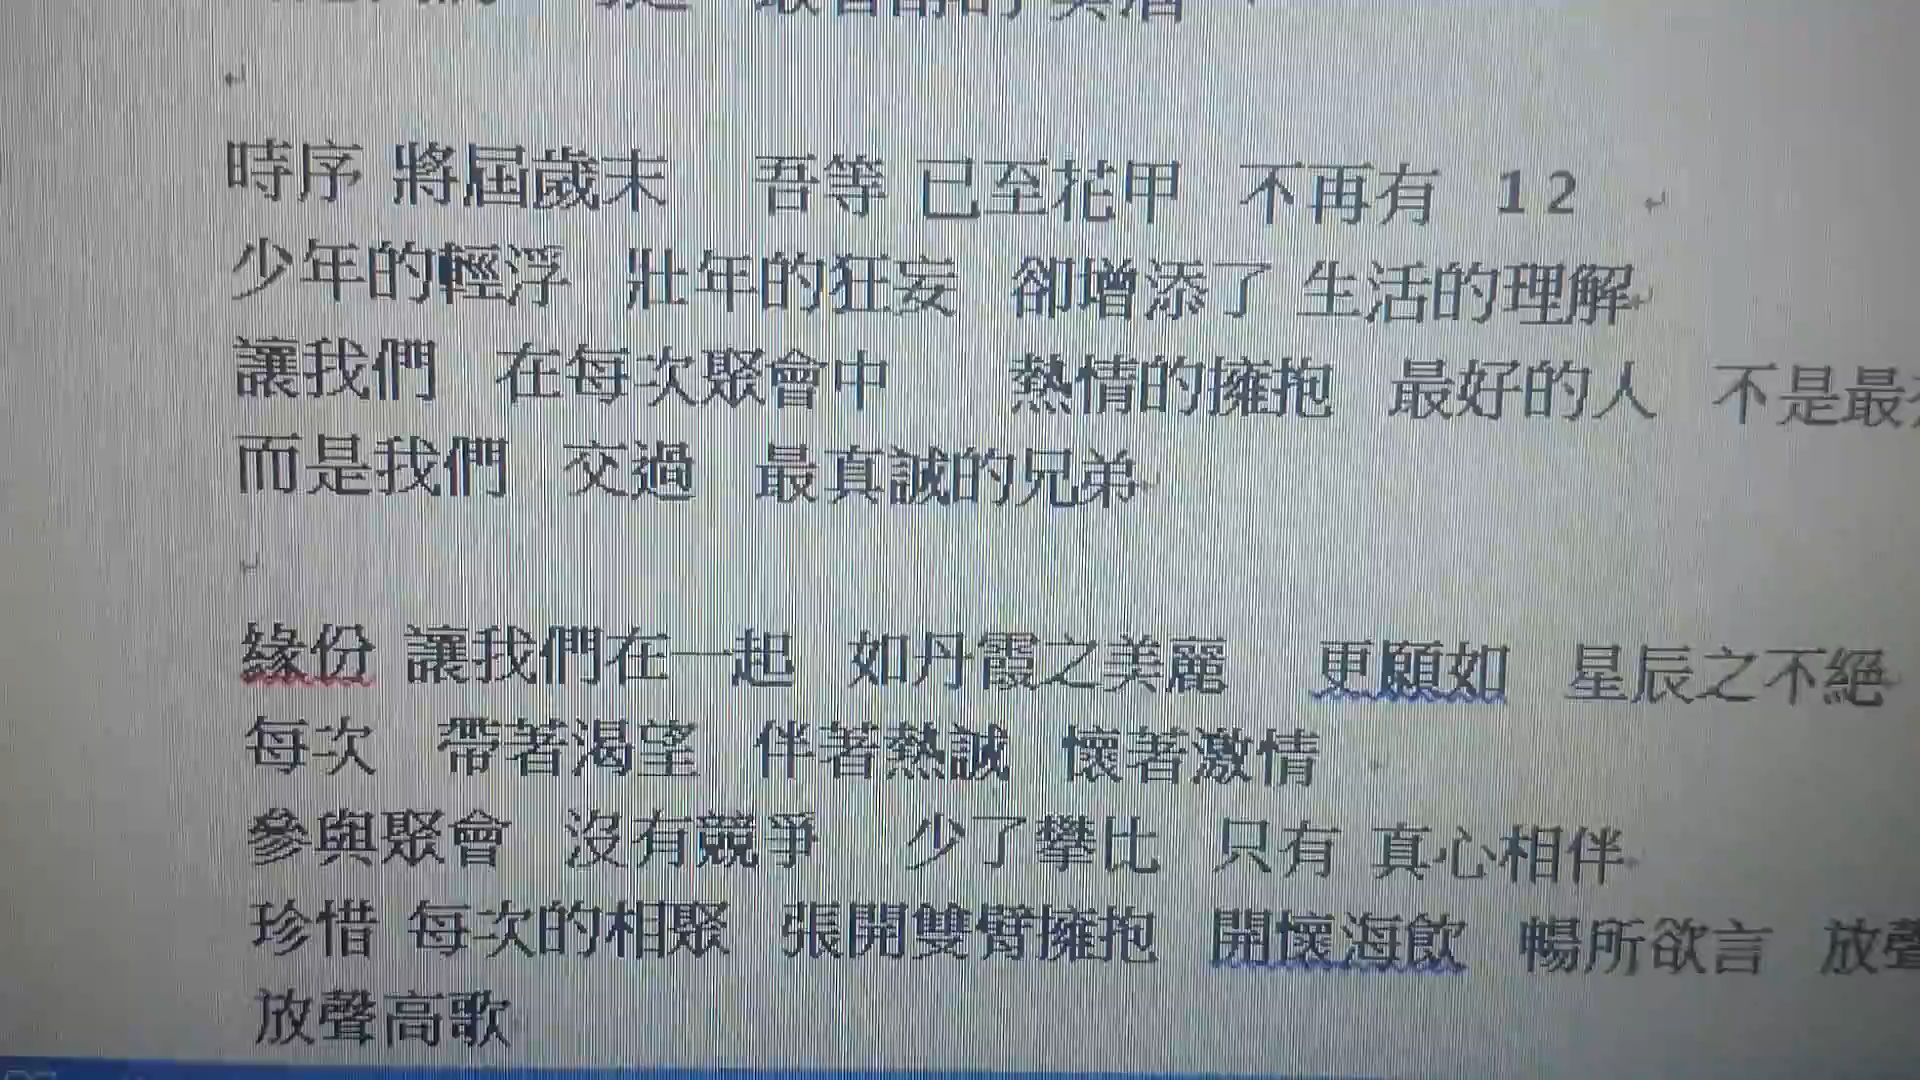 時序 將屆歲末 吾等 已至花甲 不再有 12
少年的輕浮 壯年的狂妄 卻增添了 生活的理解
讓我們 在每次聚會中 熱情的擁抱 最好的人 不是最
而是我們 交過 最真誠的兄弟
緣份 讓我們在一起 如丹霞之美麗 更願如 星辰之不絕
每次 帶著渴望 伴著熱誠 懷著激情
參與聚會 沒有競爭 少了攀比 只有 真心相伴
珍惜 每次的相聚 張開雙臂擁抱 開懷海飲 暢所欲言 放聲
放聲高歌